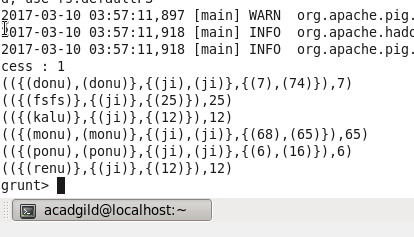 d, use fs.defaultFS
2017-03-10 03:57:11,897 [main] WARN  org.apache.pig.
2017-03-10 03:57:11,918 [main] INFO  org.apache.hado
2017-03-10 03:57:11,918 [main] INFO  org.apache.pig.
cess : 1
(({(donu),(donu)},{(ji),(ji)},{(7),(74)}),7)
(({(fsfs)},{(ji)},{(25)}),25)
(({(kalu)},{(ji)},{(12)}),12)
(({(monu),(monu)},{(ji),(ji)},{(68),(65)}),65)
(({(ponu),(ponu)},{(ji),(ji)},{(6),(16)}),6)
(({(renu)},{(ji)},{(12)}),12)
grunt>
acadgild@localhost:~